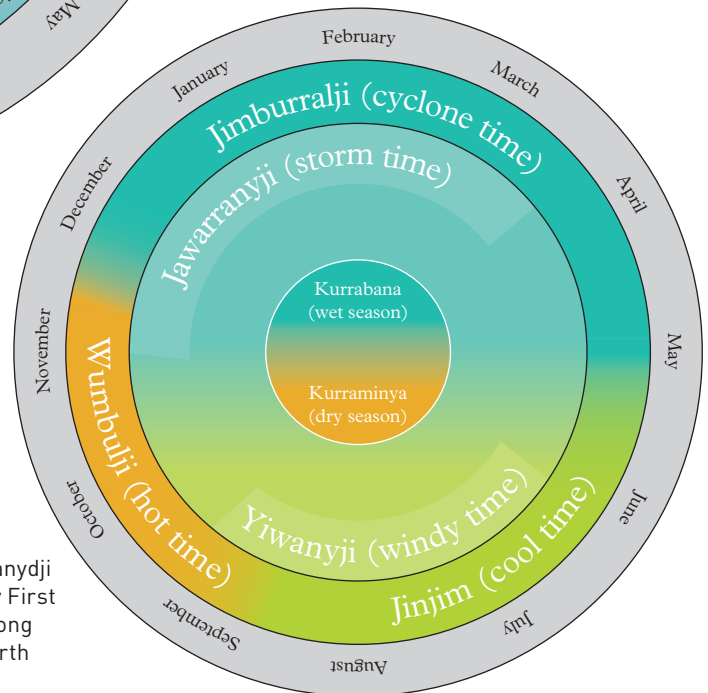 May
February
March
April
May
June
July
August
September
October
November
December
January
Jimburralji (cyclone time)
Jawarranyji (storm time)
Kurrabana
(wet season)
Kurraminya
(dry season)
Wumbulji (hot time)
Yiwanyji (windy time)
Jinjim (cool time)
anydji
First
ong
rth